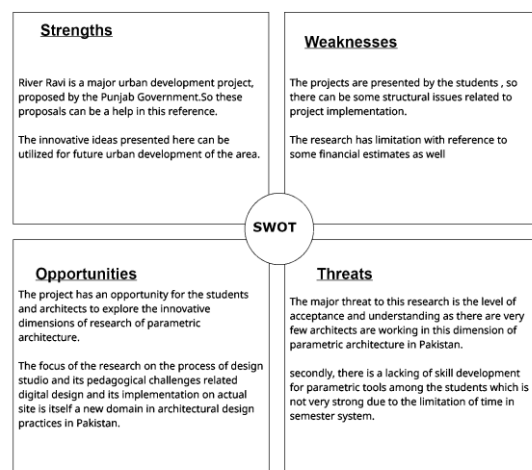 Strengths
River Ravi is a major urban development project,
proposed by the Punjab Government.So these
proposals can be a help in this reference.
The innovative ideas presented here can be
utilized for future urban development of the area.
Weaknesses
The projects are presented by the students , so
there can be some structural issues related to
project implementation.
The research has limitation with reference to
some financial estimates as well
SWOT
Opportunities
The project has an opportunity for the students
and architects to explore the innovative
dimensions of research of parametric
architecture.
The focus of the research on the process of design
studio and its pedagogical challenges related
digital design and its implementation on actual
site is itself a new domain in architectural design
practices in Pakistan.
Threats
The major threat to this research is the level of
acceptance and understanding as there are very
few architects are working in this dimension of
parametric architecture in Pakistan.
secondly, there is a lacking of skill development
for parametric tools among the students which is
not very strong due to the limitation of time in
semester system.